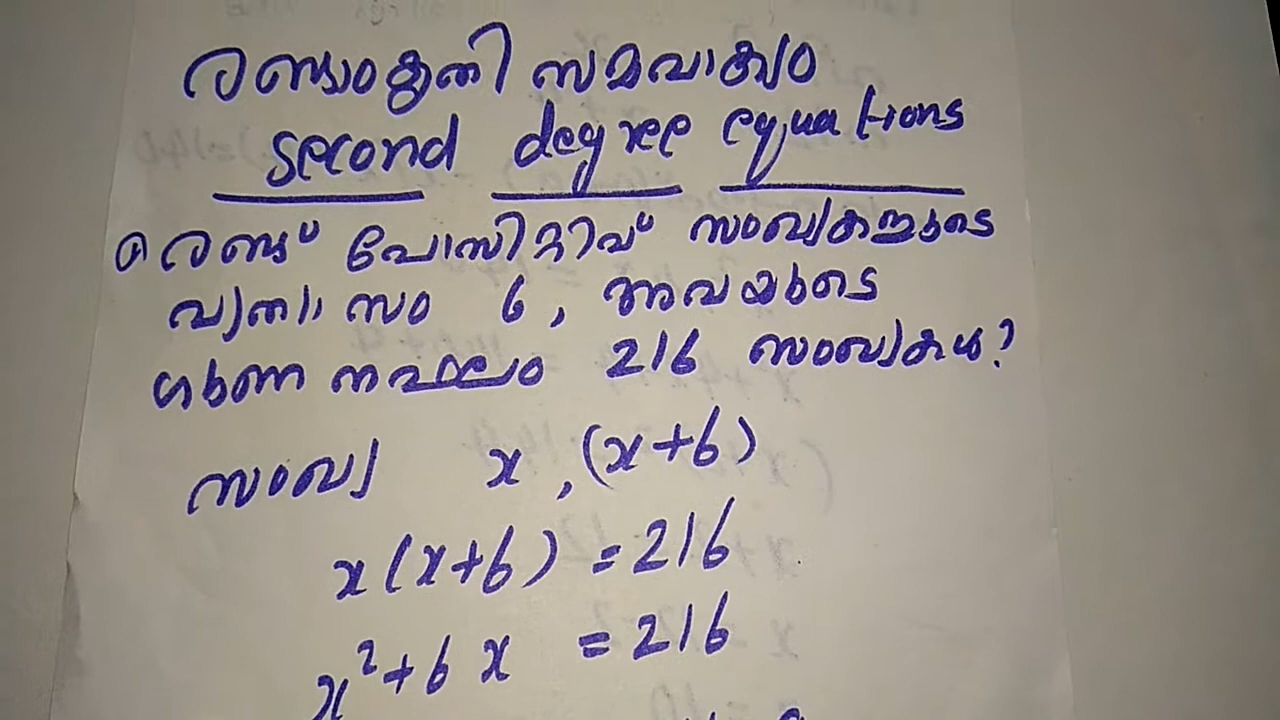 രണ്ടാംകൃതി സമവാക്യം
second degree equations
രണ്ട് പോസിറ്റിവ് സംഖ്യകളുടെ
വ്യത്യാസം 6, അവയുടെ
ഗുണനഫലം 216 സംഖ്യകൾ?
സംഖ്യ x, (x+6)
x(x+6) = 216
x²+6x = 216